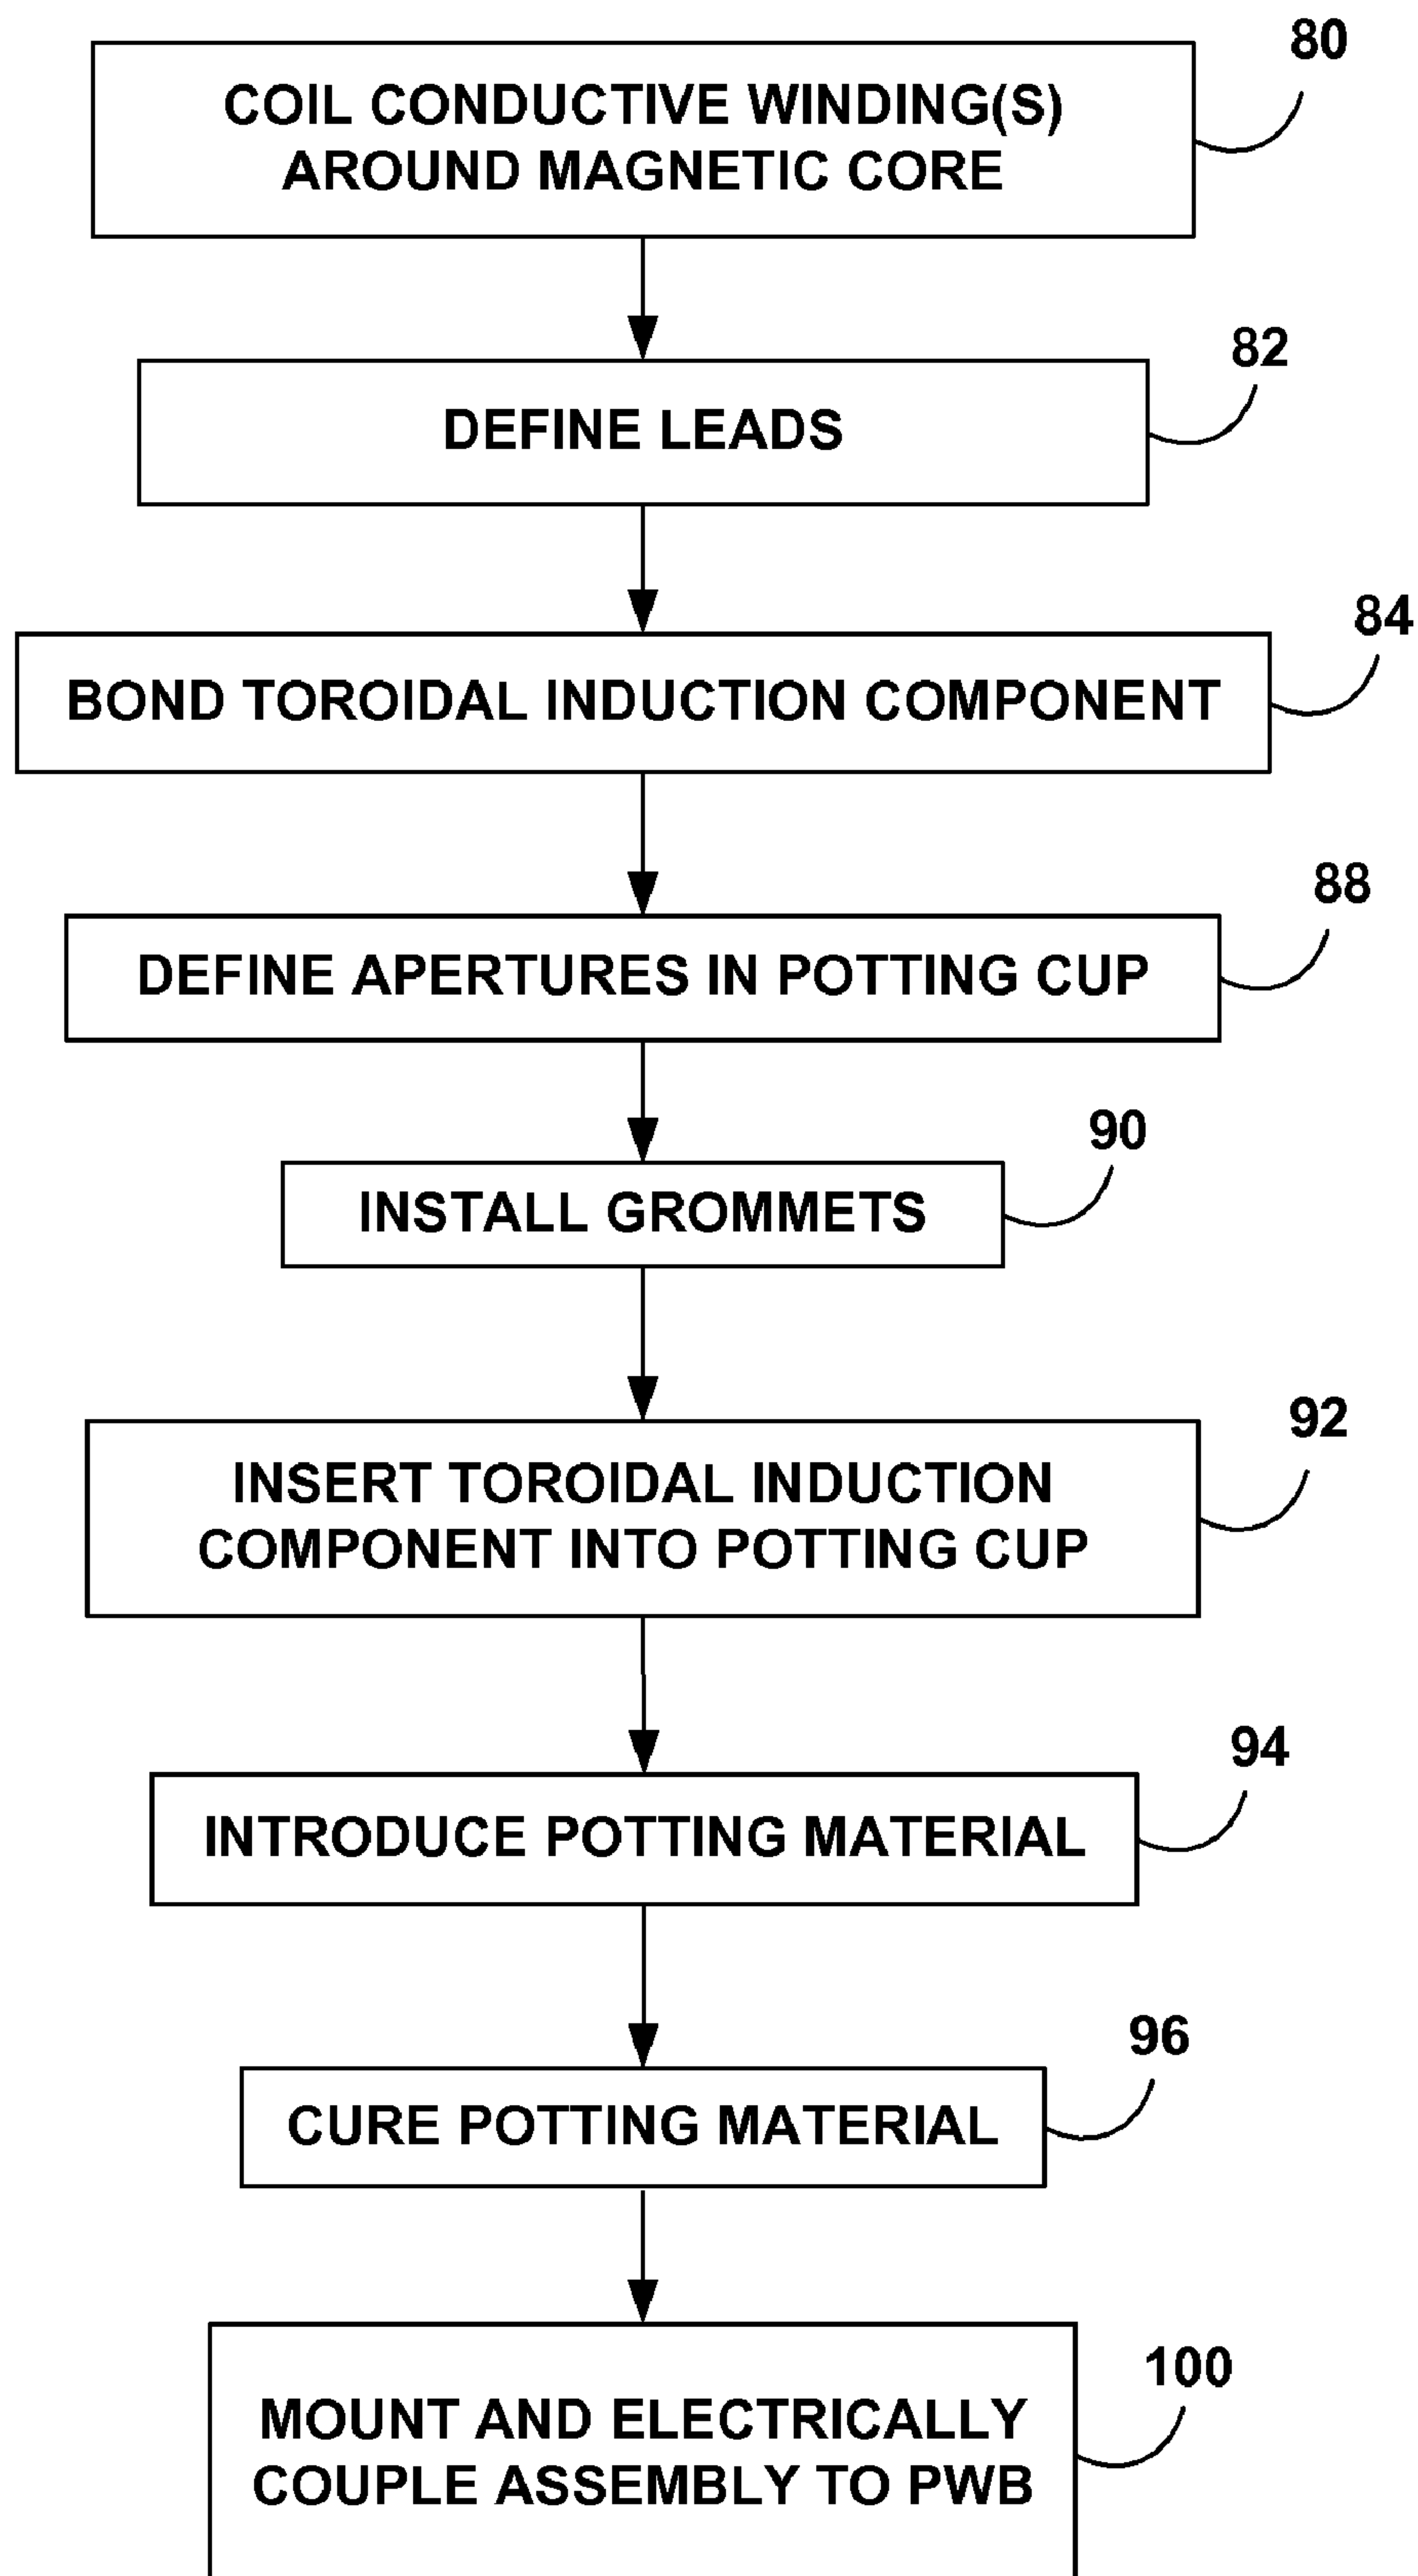 80
COIL CONDUCTIVE WINDING(S)
AROUND MAGNETIC CORE
82
DEFINE LEADS
84
BOND TOROIDAL INDUCTION COMPONENT
88
DEFINE APERTURES IN POTTING CUP
90
INSTALL GROMMETS
92
INSERT TOROIDAL INDUCTION
COMPONENT INTO POTTING CUP
94
INTRODUCE POTTING MATERIAL
96
CURE POTTING MATERIAL
100
MOUNT AND ELECTRICALLY
COUPLE ASSEMBLY TO PWB